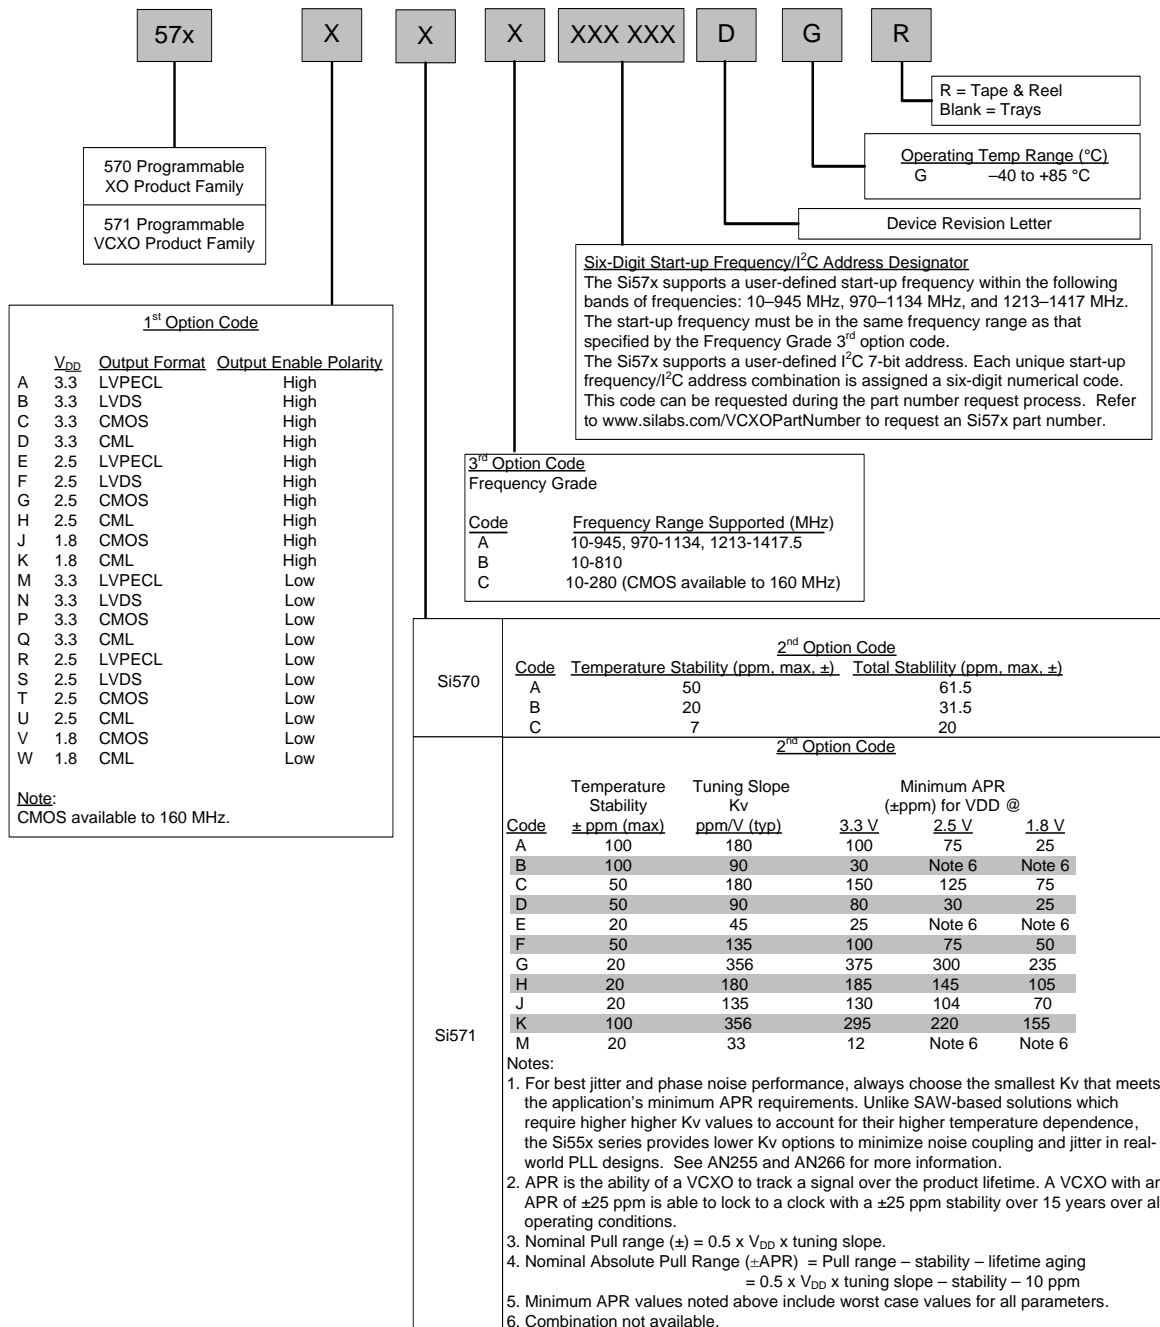 57x X X X XXX XXX D G R
R = Tape & Reel
Blank = Trays
Operating Temp Range (°C)
G –40 to +85 °C
Device Revision Letter
570 Programmable
XO Product Family
571 Programmable
VCXO Product Family
Six-Digit Start-up Frequency/I²C Address Designator
The Si57x supports a user-defined start-up frequency within the following
bands of frequencies: 10–945 MHz, 970–1134 MHz, and 1213–1417 MHz.
The start-up frequency must be in the same frequency range as that
specified by the Frequency Grade 3rd option code.
The Si57x supports a user-defined I²C 7-bit address. Each unique start-up
frequency/I²C address combination is assigned a six-digit numerical code.
This code can be requested during the part number request process. Refer
to www.silabs.com/VCXOPartNumber to request an Si57x part number.
1st Option Code
VDD Output Format Output Enable Polarity
A 3.3 LVPECL High
B 3.3 LVDS High
C 3.3 CMOS High
D 3.3 CML High
E 2.5 LVPECL High
F 2.5 LVDS High
G 2.5 CMOS High
H 2.5 CML High
J 1.8 CMOS High
K 1.8 CML High
M 3.3 LVPECL Low
N 3.3 LVDS Low
P 3.3 CMOS Low
Q 3.3 CML Low
R 2.5 LVPECL Low
S 2.5 LVDS Low
T 2.5 CMOS Low
U 2.5 CML Low
V 1.8 CMOS Low
W 1.8 CML Low
Note:
CMOS available to 160 MHz.
3rd Option Code
Frequency Grade
Code Frequency Range Supported (MHz)
A 10-945, 970-1134, 1213-1417.5
B 10-810
C 10-280 (CMOS available to 160 MHz)
Si570
2nd Option Code
Code Temperature Stability (ppm, max, ±) Total Stablility (ppm, max, ±)
A 50 61.5
B 20 31.5
C 7 20
Si571
2nd Option Code
Temperature Tuning Slope Minimum APR
Stability Kv (±ppm) for VDD @
Code ± ppm (max) ppm/V (typ) 3.3 V 2.5 V 1.8 V
A 100 180 100 75 25
B 100 90 30 Note 6 Note 6
C 50 180 150 125 75
D 50 90 80 30 25
E 20 45 25 Note 6 Note 6
F 50 135 100 75 50
G 20 356 375 300 235
H 20 180 185 145 105
J 20 135 130 104 70
K 100 356 295 220 155
M 20 33 12 Note 6 Note 6
Notes:
1. For best jitter and phase noise performance, always choose the smallest Kv that meets
the application's minimum APR requirements. Unlike SAW-based solutions which
require higher higher Kv values to account for their higher temperature dependence,
the Si55x series provides lower Kv options to minimize noise coupling and jitter in real-
world PLL designs. See AN255 and AN266 for more information.
2. APR is the ability of a VCXO to track a signal over the product lifetime. A VCXO with an
APR of ±25 ppm is able to lock to a clock with a ±25 ppm stability over 15 years over al
operating conditions.
3. Nominal Pull range (±) = 0.5 x VDD x tuning slope.
4. Nominal Absolute Pull Range (±APR) = Pull range – stability – lifetime aging
= 0.5 x VDD x tuning slope – stability – 10 ppm
5. Minimum APR values noted above include worst case values for all parameters.
6. Combination not available.